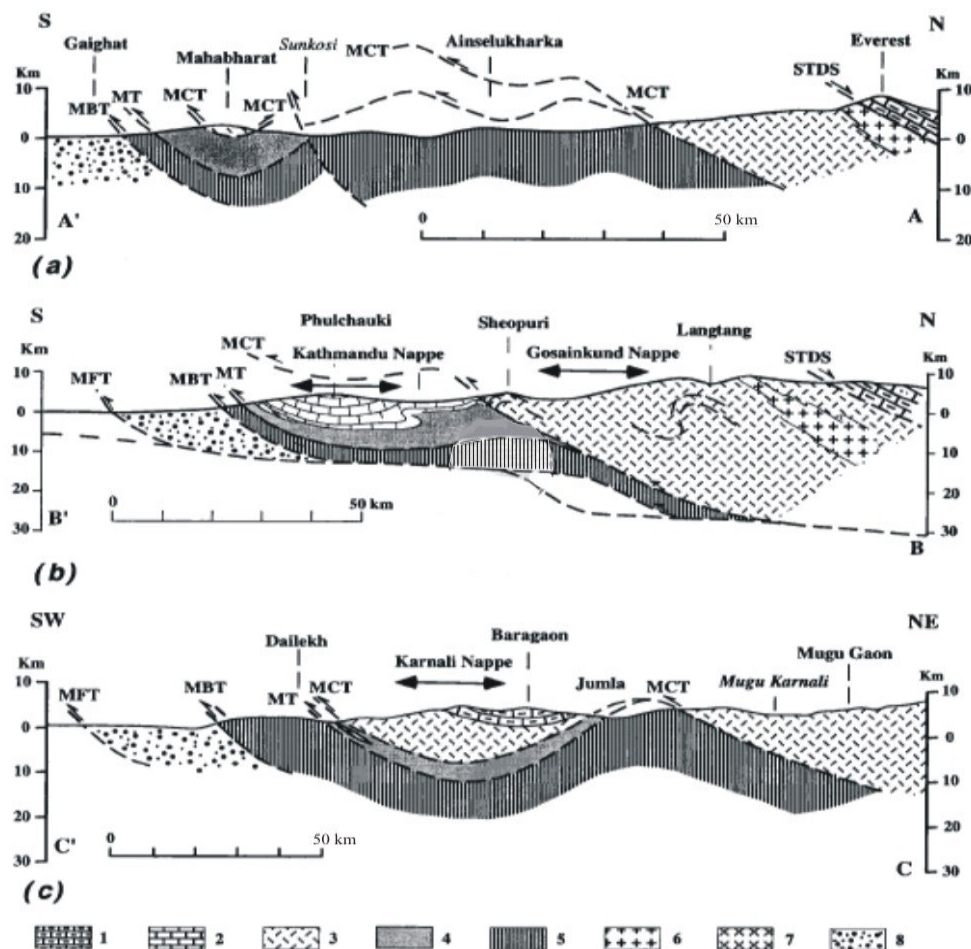 S N
Gaighat Mahabharat Sunkosi MCT Ainselukharka Everest
Km MBT MT MCT MCT MCT STDS Km
10 10
0 0
10 10
20 A' 0 50 km A 20
(a)
S N
Phulchauki Sheopuri Langtang
Km MCT Kathmandu Nappe Gosainkund Nappe STDS Km
10 MFT MBT MT 10
0 0
10 10
20 0 50 km 20
30 B' B 30
(b)
SW NE
Dailekh Baragaon Mugu Gaon
Km MFT MBT MT MCT Karnali Nappe Jumla MCT Mugu Karnali Km
10 10
0 0
10 10
20 0 50 km 20
30 C' C 30
(c)
1 2 3 4 5 6 7 8